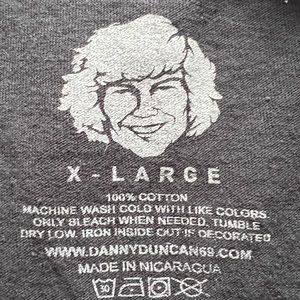 X - LARGE
100% COTTON
MACHINE WASH COLD WITH LIKE COLORS.
ONLY BLEACH WHEN NEEDED. TUMBLE
DRY LOW. IRON INSIDE OUT IF DECORATED
WWW.DANNYDUNCAN69.COM
MADE IN NICARAGUA
30